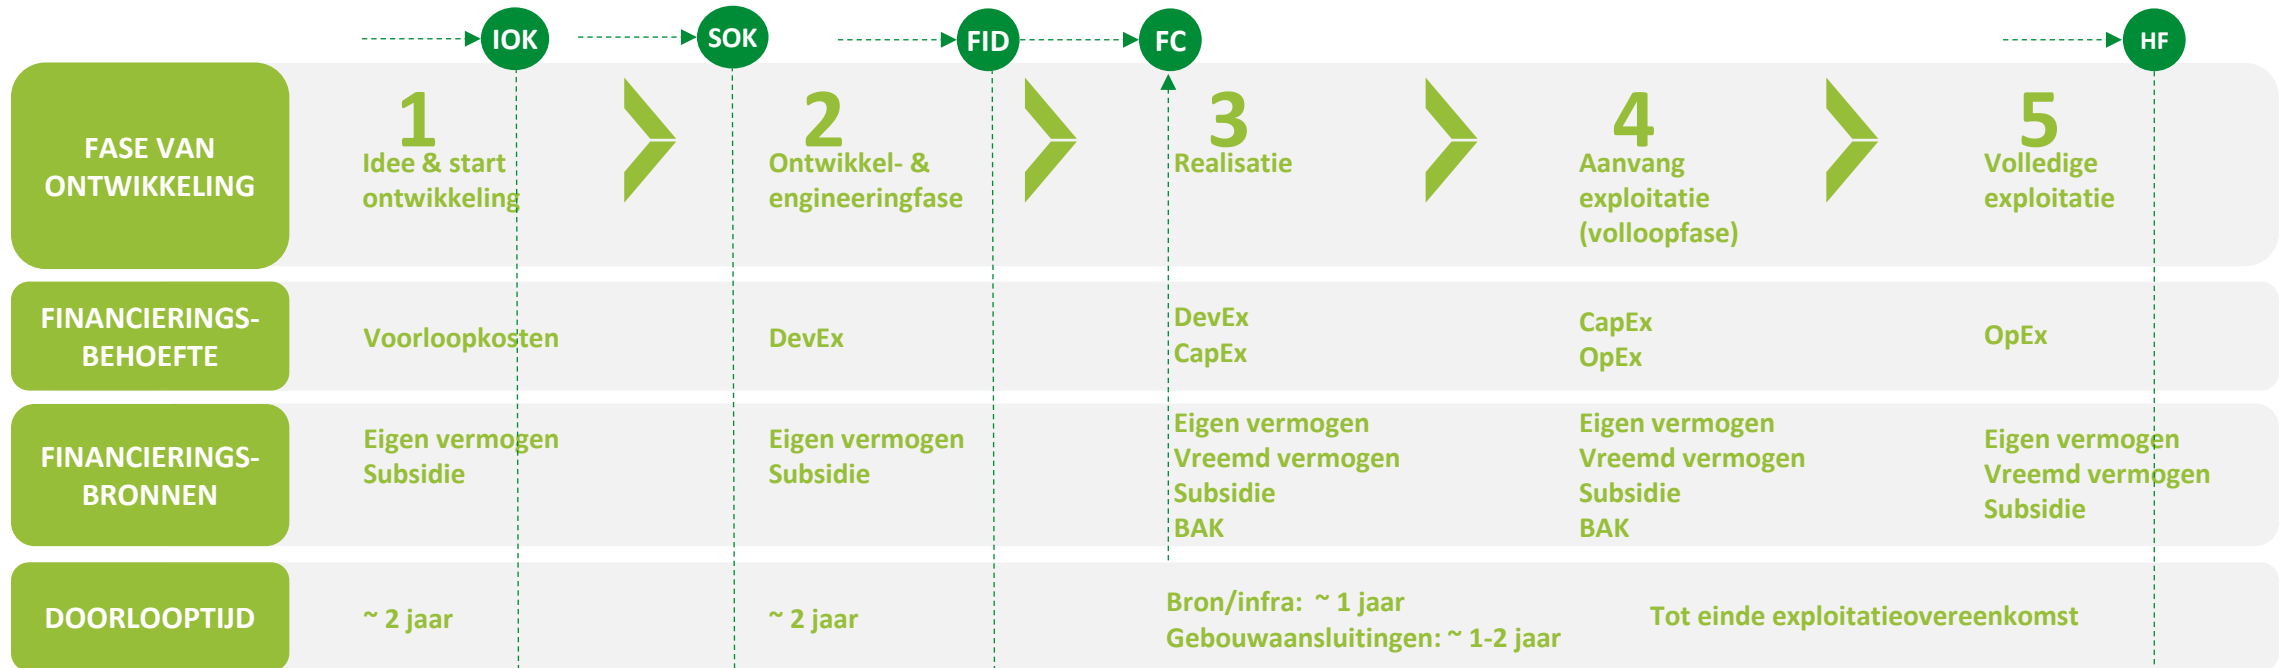 IOK
SOK
FID
FC
HF
FASE VAN
ONTWIKKELING
1
Idee & start
ontwikkeling
2
Ontwikkel- &
engineeringfase
3
Realisatie
4
Aanvang
exploitatie
(volloopfase)
5
Volledige
exploitatie
FINANCIERINGS-
BEHOEFTE
Voorloopkosten
DevEx
DevEx
CapEx
CapEx
OpEx
OpEx
FINANCIERINGS-
BRONNEN
Eigen vermogen
Subsidie
Eigen vermogen
Subsidie
Eigen vermogen
Vreemd vermogen
Subsidie
BAK
Eigen vermogen
Vreemd vermogen
Subsidie
BAK
Eigen vermogen
Vreemd vermogen
Subsidie
DOORLOOPTIJD
~ 2 jaar
~ 2 jaar
Bron/infra: ~ 1 jaar
Gebouwaansluitingen: ~ 1-2 jaar
Tot einde exploitatieovereenkomst